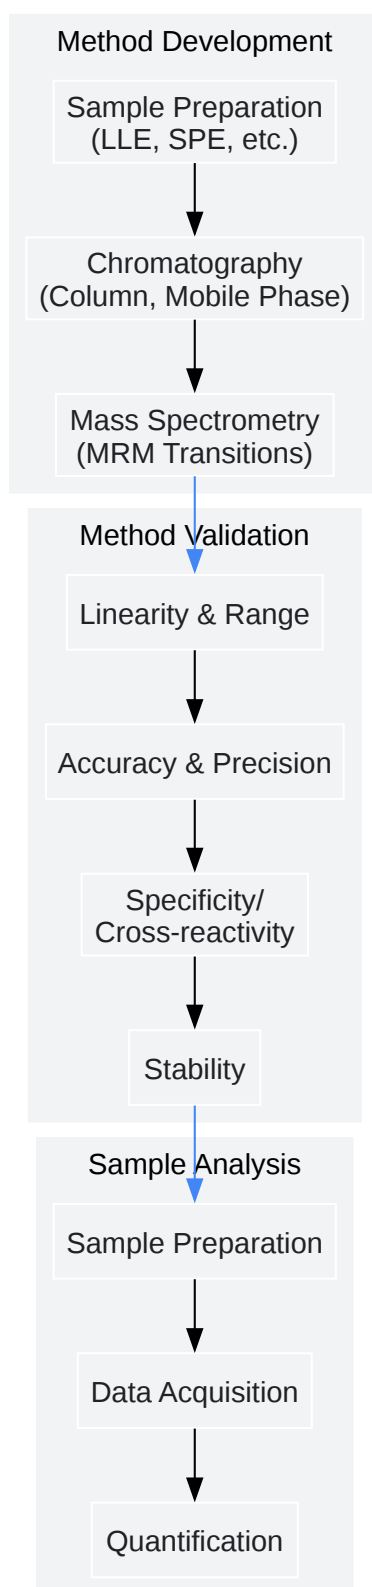 Method Development
Sample Preparation
(LLE, SPE, etc.)
Chromatography
(Column, Mobile Phase)
Mass Spectrometry
(MRM Transitions)
Method Validation
Linearity & Range
Accuracy & Precision
Specificity/
Cross-reactivity
Stability
Sample Analysis
Sample Preparation
Data Acquisition
Quantification